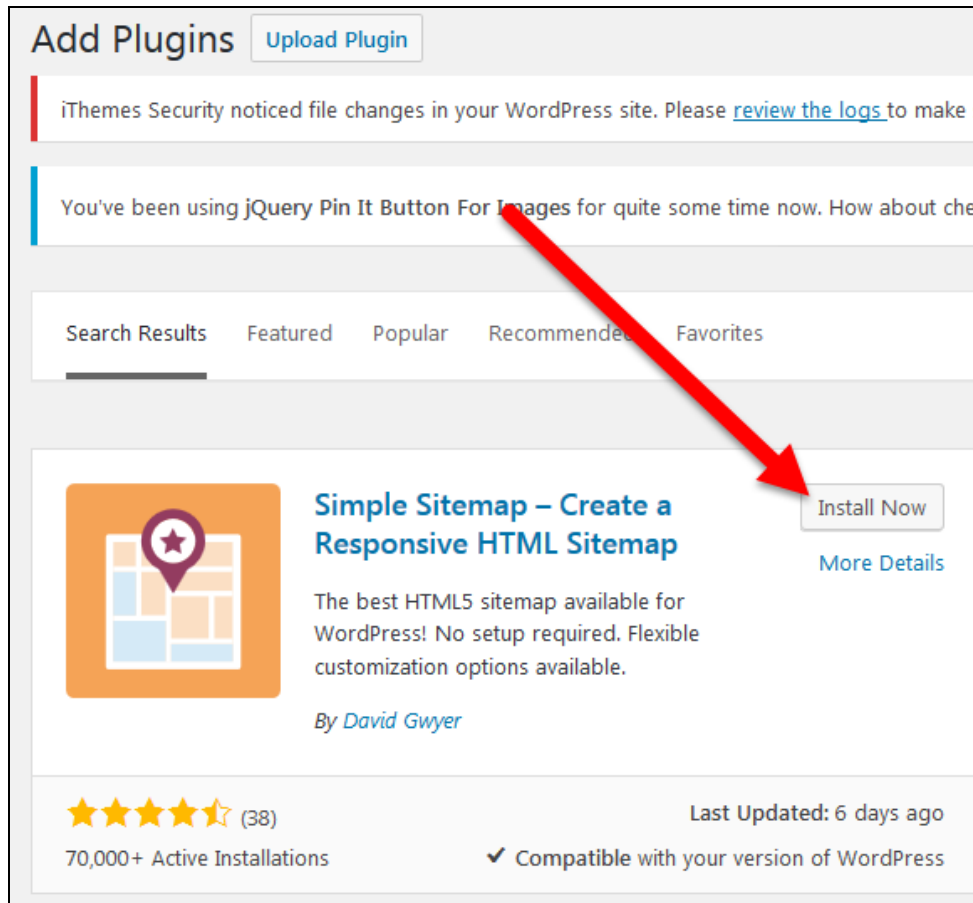 Add Plugins Upload Plugin
iThemes Security noticed file changes in your WordPress site. Please review the logs to make
You've been using jQuery Pin It Button For Images for quite some time now. How about che
Search Results Featured Popular Recommended Favorites
Simple Sitemap – Create a
Responsive HTML Sitemap
Install Now
More Details
The best HTML5 sitemap available for
WordPress! No setup required. Flexible
customization options available.
By David Gwyer
(38)
Last Updated: 6 days ago
70,000+ Active Installations
Compatible with your version of WordPress